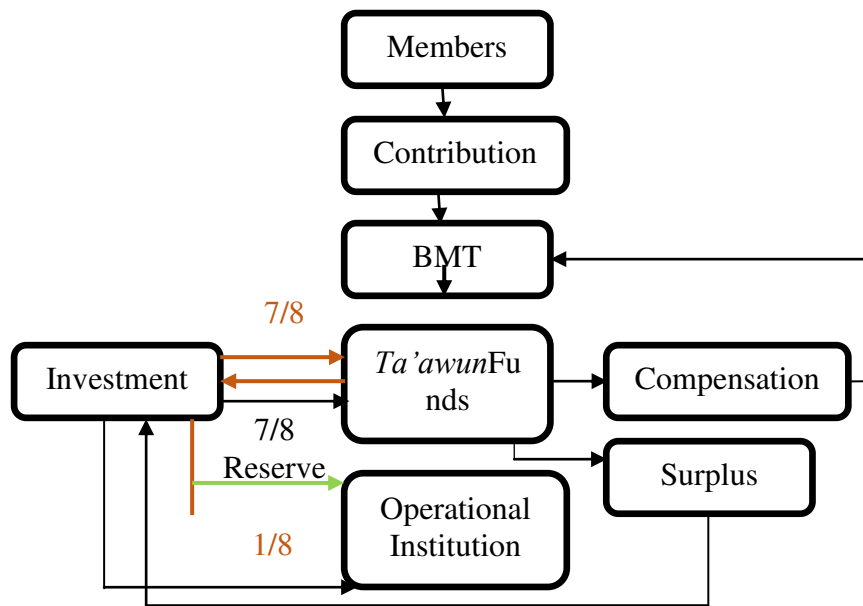 Members
Contribution
BMT
7/8
Ta’awunFu
nds
Investment
Compensation
7/8
Reserve
Surplus
Operational
Institution
1/8